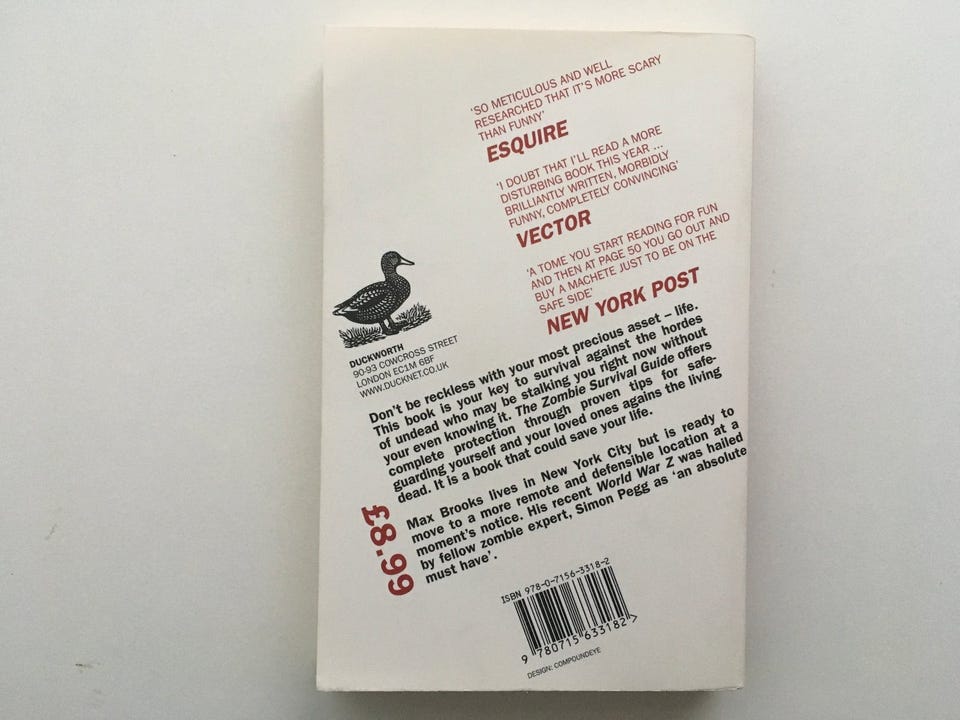 'SO METICULOUS AND WELL
RESEARCHED THAT IT'S MORE SCARY
THAN FUNNY'
ESQUIRE
'I DOUBT THAT I'LL READ A MORE
DISTURBING BOOK THIS YEAR ...
BRILLIANTLY WRITTEN, MORBIDLY
FUNNY, COMPLETELY CONVINCING'
VECTOR
'A TOME YOU START READING FOR FUN
AND THEN AT PAGE 50 YOU GO OUT AND
BUY A MACHETE JUST TO BE ON THE
SAFE SIDE'
NEW YORK POST
DUCKWORTH
90-93 COWCROSS STREET
LONDON EC1M 6BF
WWW.DUCKNET.CO.UK
Don't be reckless with your most precious asset – life.
This book is your key to survival against the hordes
of undead who may be stalking you right now without
your even knowing it. The Zombie Survival Guide offers
complete protection through proven tips for safe-
guarding yourself and your loved ones against the living
dead. It is a book that could save your life.
Max Brooks lives in New York City but is ready to
move to a more remote and defensible location at a
moment's notice. His recent World War Z was hailed
by fellow zombie expert, Simon Pegg as 'an absolute
must have'.
£8.99
ISBN 978-0-7156-3318-2
9 780715 633182 >
DESIGN: COMPOUNDEYE